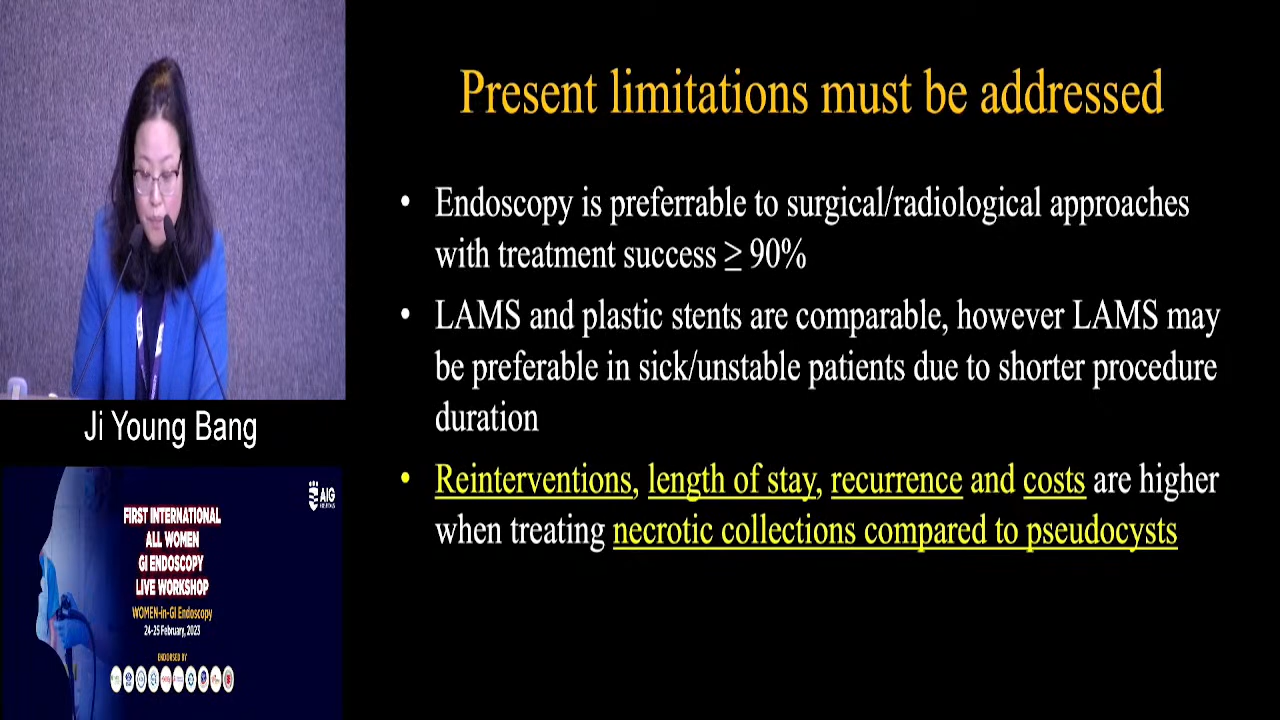 Present limitations must be addressed
• Endoscopy is preferrable to surgical/radiological approaches
with treatment success ≥ 90%
• LAMS and plastic stents are comparable, however LAMS may
be preferable in sick/unstable patients due to shorter procedure
duration
• Reinterventions, length of stay, recurrence and costs are higher
when treating necrotic collections compared to pseudocysts
Ji Young Bang
AIG
HOSPITALS
FIRST INTERNATIONAL
ALL WOMEN
GI ENDOSCOPY
LIVE WORKSHOP
WOMEN-in-GI Endoscopy
24-25 February, 2023
ENDORSED BY